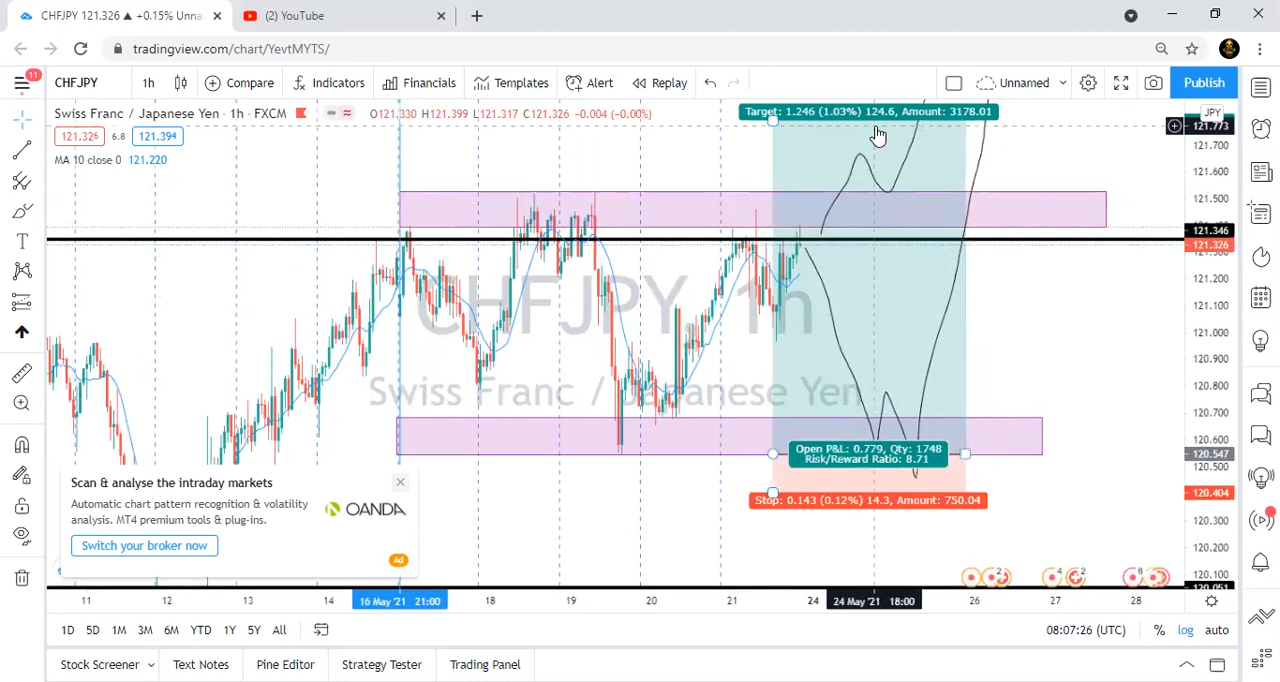 CHFJPY 121.326 ▲ +0.15% Unna
(2) YouTube
tradingview.com/chart/YevtMYTS/
11
CHFJPY
1h
Compare
Indicators
Financials
Templates
Alert
Replay
Unnamed
Publish
Swiss Franc / Japanese Yen · 1h · FXCM
O121.330 H121.399 L121.317 C121.326 -0.004 (-0.00%)
121.326
6.8
121.394
MA 10 close 0 121.220
Target: 1.246 (1.03%) 124.6, Amount: 3178.01
JPY
121.773
121.700
121.600
121.500
121.346
121.326
121.200
121.100
121.000
120.900
120.800
120.700
120.600
120.547
120.500
120.404
120.300
120.200
120.100
120.051
CHFJPY, 1h
Swiss Franc / Japanese Yen
Open P&L: 0.779, Qty: 1748
Risk/Reward Ratio: 8.71
Stop: 0.143 (0.12%) 14.3, Amount: 750.04
Scan & analyse the intraday markets
Automatic chart pattern recognition & volatility
analysis. MT4 premium tools & plug-ins.
OANDA
Switch your broker now
Ad
2
4
2
6
11
12
13
14
16 May '21 21:00
18
19
20
21
24
24 May '21 18:00
26
27
28
1D
5D
1M
3M
6M
YTD
1Y
5Y
All
08:07:26 (UTC)
%
log
auto
Stock Screener
Text Notes
Pine Editor
Strategy Tester
Trading Panel